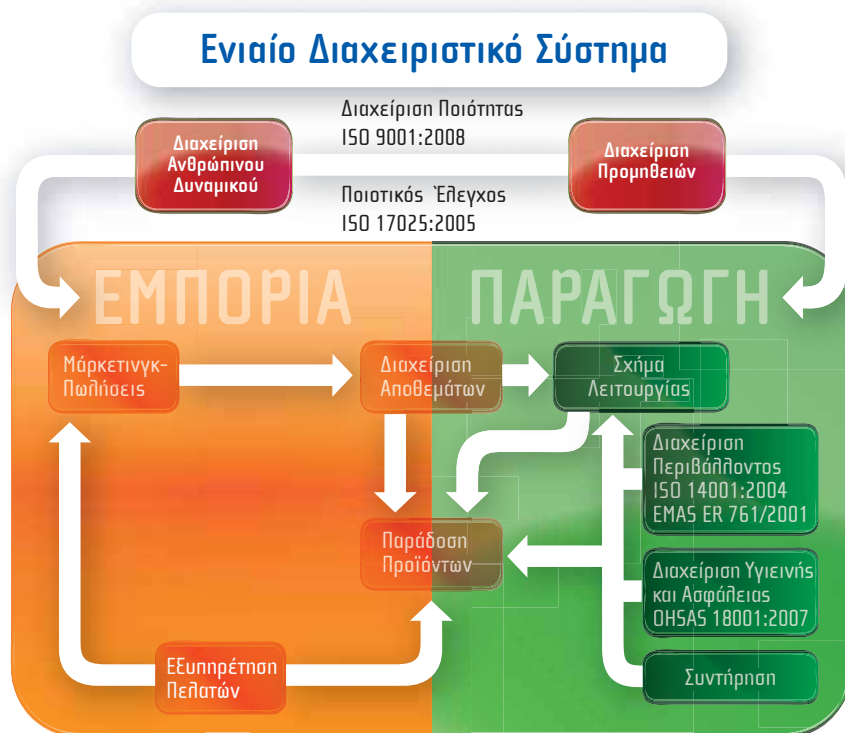 Ενιαίο Διαχειριστικό Σύστημα
Διαχείριση Ποιότητας
ISO 9001:2008
Διαχείριση
Ανθρώπινου
Δυναμικού
Διαχείριση
Προμηθειών
Ποιοτικός Έλεγχος
ISO 17025:2005
ΕΜΠΟΡΙΑ
ΠΑΡΑΓΩΓΗ
Μάρκετινγκ-
Πωλήσεις
Διαχείριση
Αποθεμάτων
Σχήμα
Λειτουργίας
Διαχείριση
Περιβάλλοντος
ISO 14001:2004
EMAS ER 761/2001
Παράδοση
Προϊόντων
Διαχείριση Υγιεινής
και Ασφάλειας
OHSAS 18001:2007
Εξυπηρέτηση
Πελατών
Συντήρηση